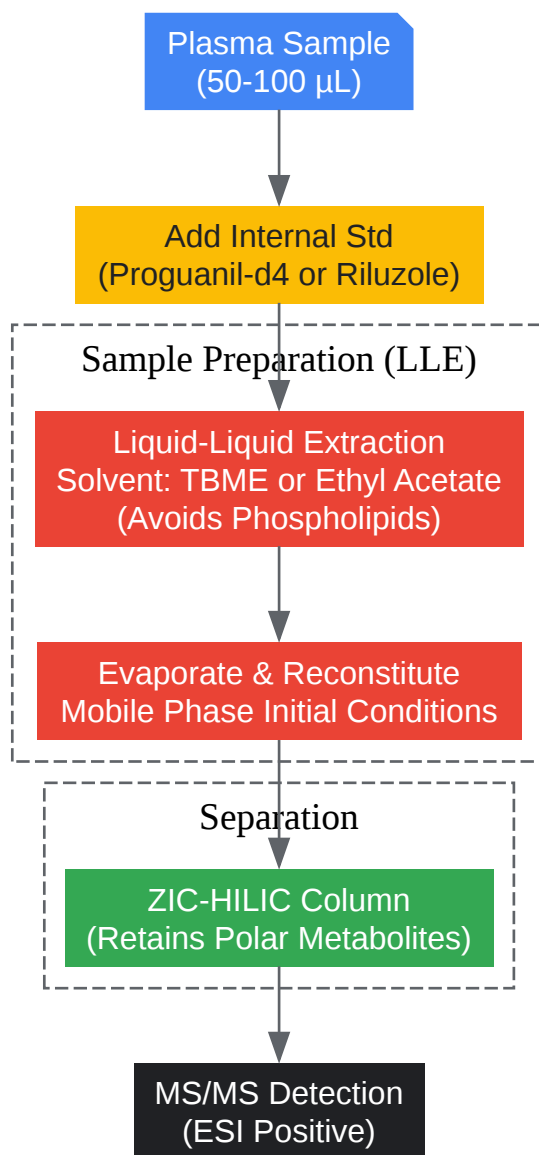 Plasma Sample
(50-100 µL)
Add Internal Std
(Proguanil-d4 or Riluzole)
Sample Preparation (LLE)
Liquid-Liquid Extraction
Solvent: TBME or Ethyl Acetate
(Avoids Phospholipids)
Evaporate & Reconstitute
Mobile Phase Initial Conditions
Separation
ZIC-HILIC Column
(Retains Polar Metabolites)
MS/MS Detection
(ESI Positive)